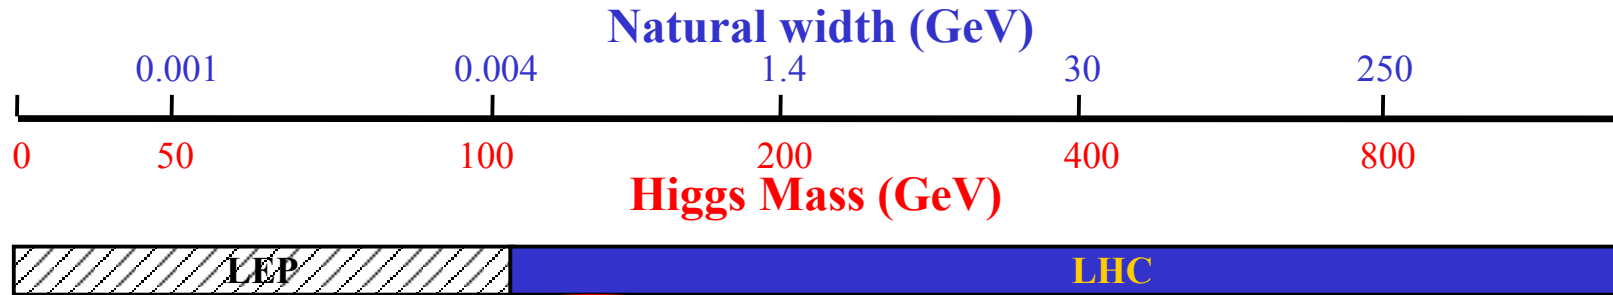 Natural width (GeV)
0.001 0.004 1.4 30 250
0 50 100 200 400 800
Higgs Mass (GeV)
LEP LHC